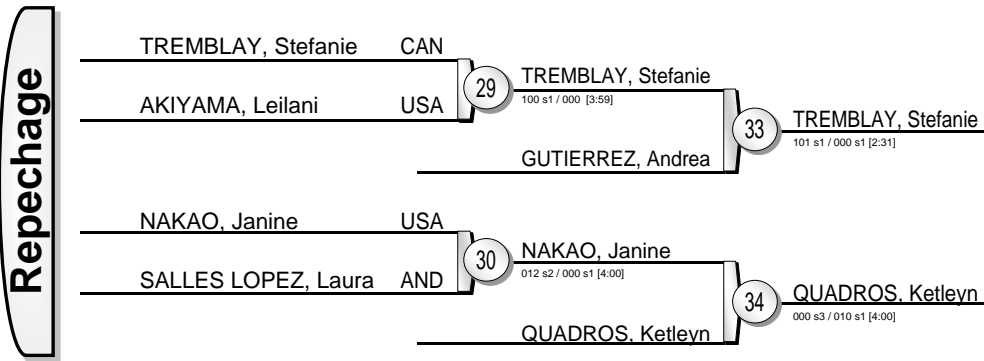 Repechage
TREMBLAY, Stefanie CAN
AKIYAMA, Leilani USA
29
TREMBLAY, Stefanie
100 s1 / 000 [3:59]
GUTIERREZ, Andrea
33
TREMBLAY, Stefanie
101 s1 / 000 s1 [2:31]
NAKAO, Janine USA
SALLES LOPEZ, Laura AND
30
NAKAO, Janine
012 s2 / 000 s1 [4:00]
QUADROS, Ketleyn
34
QUADROS, Ketleyn
000 s3 / 010 s1 [4:00]